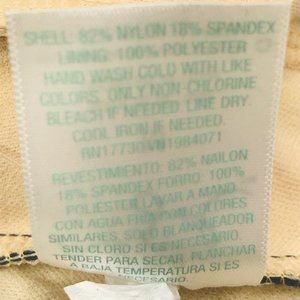 SHELL: 82% NYLON 18% SPANDEX
LINING: 100% POLYESTER
HAND WASH COLD WITH LIKE
COLORS. ONLY NON-CHLORINE
BLEACH IF NEEDED. LINE DRY.
COOL IRON IF NEEDED.
RN17730/VN1984071
REVESTIMIENTO: 82% NAILON
18% SPANDEX FORRO: 100%
POLIESTER LAVAR A MANO
CON AGUA FRIA CON COLORES
SIMILARES. SOLO BLANQUEADOR
SIN CLORO SI ES NECESARIO.
TENDER PARA SECAR. PLANCHAR
A BAJA TEMPERATURA SI ES
NECESARIO.